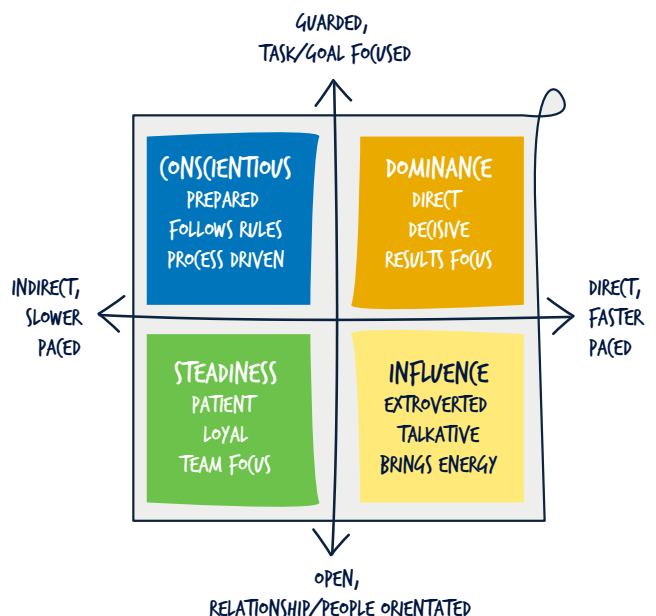 GUARDED,
TASK/GOAL FOCUSED
CONSCIENTIOUS
PREPARED
FOLLOWS RULES
PROCESS DRIVEN
DOMINANCE
DIRECT
DECISIVE
RESULTS FOCUS
INDIRECT,
SLOWER
PACED
DIRECT,
FASTER
PACED
STEADINESS
PATIENT
LOYAL
TEAM FOCUS
INFLUENCE
EXTROVERTED
TALKATIVE
BRINGS ENERGY
OPEN,
RELATIONSHIP/PEOPLE ORIENTATED